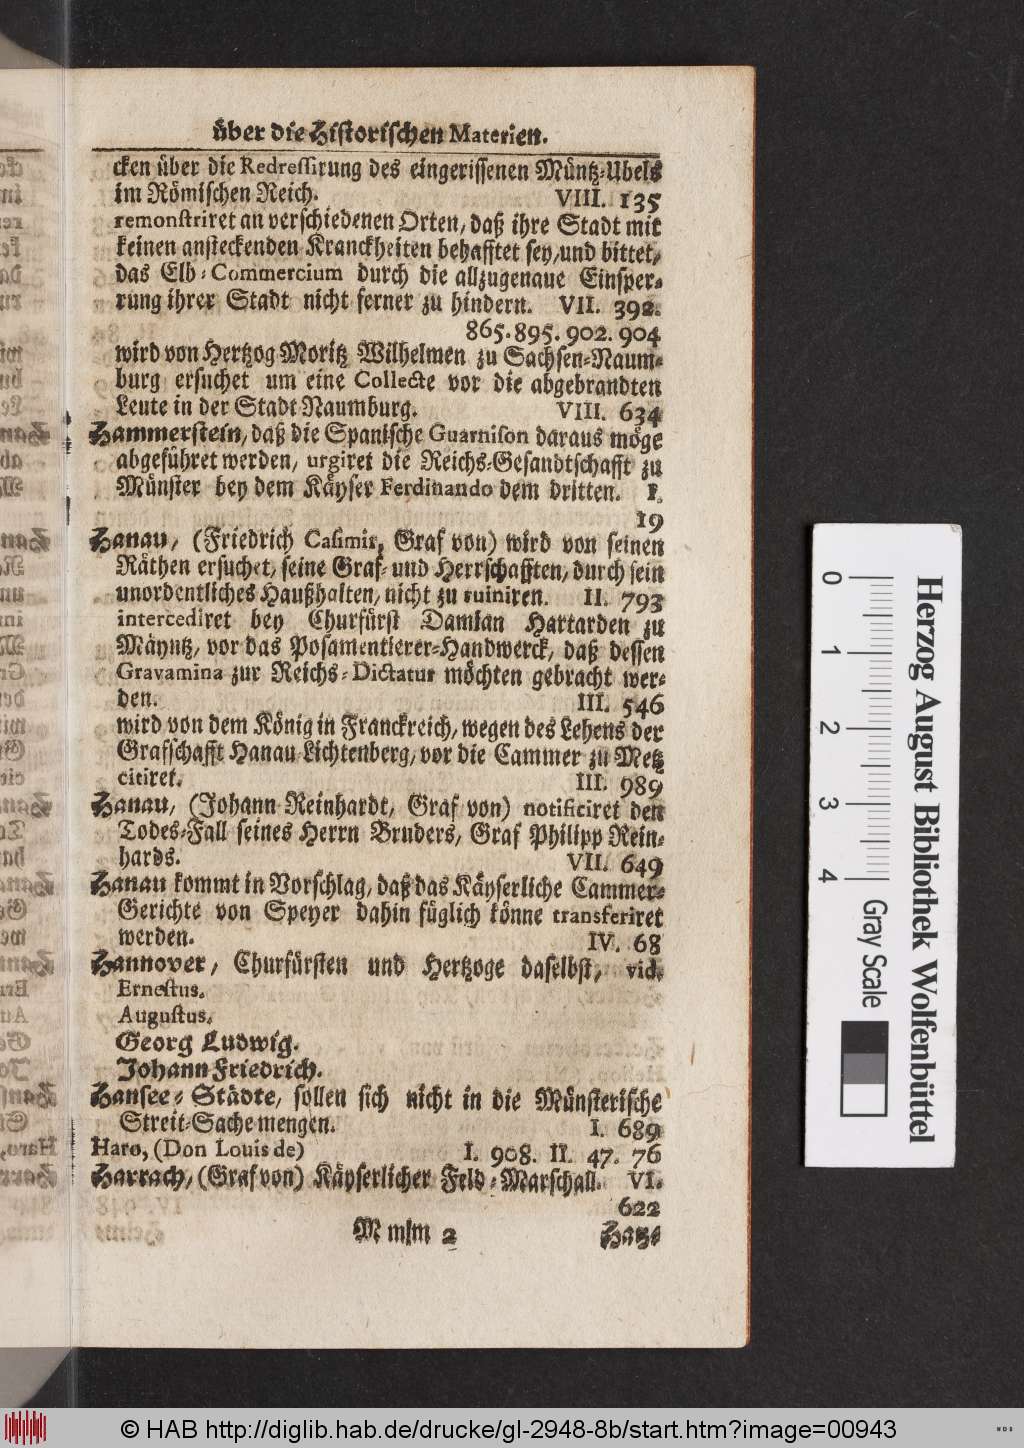 über die Historischen Materien.
cken über die Redressirung des eingerissenen Müntz-Ubels
im Römischen Reich. VIII. 135
remonstriret an verschiedenen Orten, daß ihre Stadt mit
keinen ansteckenden Kranckheiten behafftet sey, und bittet,
das Elb-Commercium durch die allzugenaue Einsper-
rung ihrer Stadt nicht ferner zu hindern. VII. 392.
865. 895. 902. 904
wird von Hertzog Moritz Wilhelmen zu Sachsen-Naum-
burg ersuchet um eine Collecte vor die abgebrandten
Leute in der Stadt Naumburg. VIII. 634
Hammerstein, daß die Spanische Guarnison daraus möge
abgeführet werden, urgiret die Reichs-Gesandtschafft zu
Münster bey dem Käyser Ferdinando dem dritten. I.
19
Hanau, (Friedrich Casimir, Graf von) wird von seinen
Räthen ersuchet, seine Graf- und Herrschafften, durch sein
unordentliches Haußhalten, nicht zu ruiniren. II. 793
intercediret bey Churfürst Damian Hartarden zu
Mäyntz, vor das Posamentierer-Handwerck, daß dessen
Gravamina zur Reichs-Dictatur möchten gebracht wer-
den. III. 546
wird von dem König in Franckreich, wegen des Lehens der
Grafschafft Hanau-Lichtenberg, vor die Cammer zu Metz
citiret. III. 989
Hanau, (Johann Reinhardt, Graf von) notificiret den
Todes-Fall seines Herrn Bruders, Graf Philipp Rein-
hards. VII. 649
Hanau kommt in Vorschlag, daß das Käyserliche Cammer-
Gerichte von Speyer dahin füglich könne transferiret
werden. IV. 68
Hannover, Churfürsten und Hertzoge daselbst, vid.
Ernestus.
Augustus.
Georg Ludwig.
Johann Friedrich.
Hansee-Städte, sollen sich nicht in die Münsterische
Streit-Sache mengen. I. 689
Haro, (Don Louis de) I. 908. II. 47. 76
Harrach, (Graf von) Käyserlicher Feld-Marschall. VI.
622
M m m 2
0 1 2 3 4
Gray Scale
Herzog August Bibliothek Wolfenbüttel
© HAB http://diglib.hab.de/drucke/gl-2948-8b/start.htm?image=00943